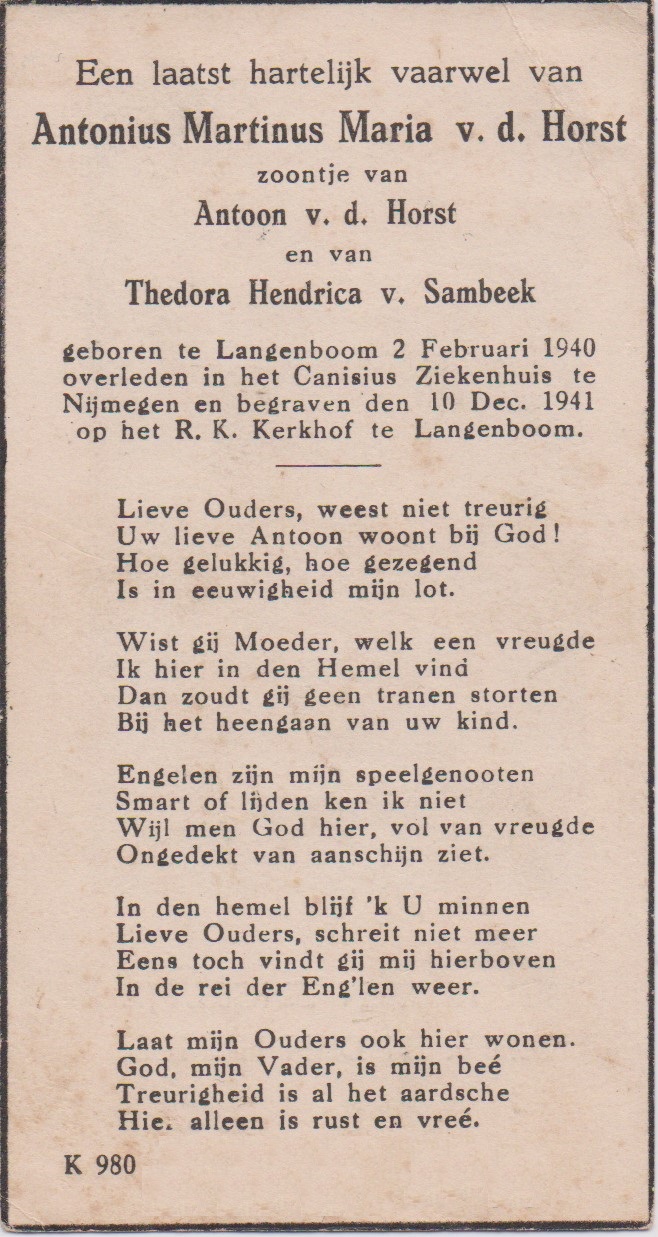 Een laatst hartelijk vaarwel van
Antonius Martinus Maria v. d. Horst
zoontje van
Antoon v. d. Horst
en van
Thedora Hendrica v. Sambeek
geboren te Langenboom 2 Februari 1940
overleden in het Canisius Ziekenhuis te
Nijmegen en begraven den 10 Dec. 1941
op het R. K. Kerkhof te Langenboom.
Lieve Ouders, weest niet treurig
Uw lieve Antoon woont bij God!
Hoe gelukkig, hoe gezegend
Is in eeuwigheid mijn lot.
Wist gij Moeder, welk een vreugde
Ik hier in den Hemel vind
Dan zoudt gij geen tranen storten
Bij het heengaan van uw kind.
Engelen zijn mijn speelgenooten
Smart of lijden ken ik niet
Wijl men God hier, vol van vreugde
Ongedekt van aanschijn ziet.
In den hemel blijf 'k U minnen
Lieve Ouders, schreit niet meer
Eens toch vindt gij mij hierboven
In de rei der Eng'len weer.
Laat mijn Ouders ook hier wonen.
God, mijn Vader, is mijn beé
Treurigheid is al het aardsche
Hie. alleen is rust en vreé.
K 980